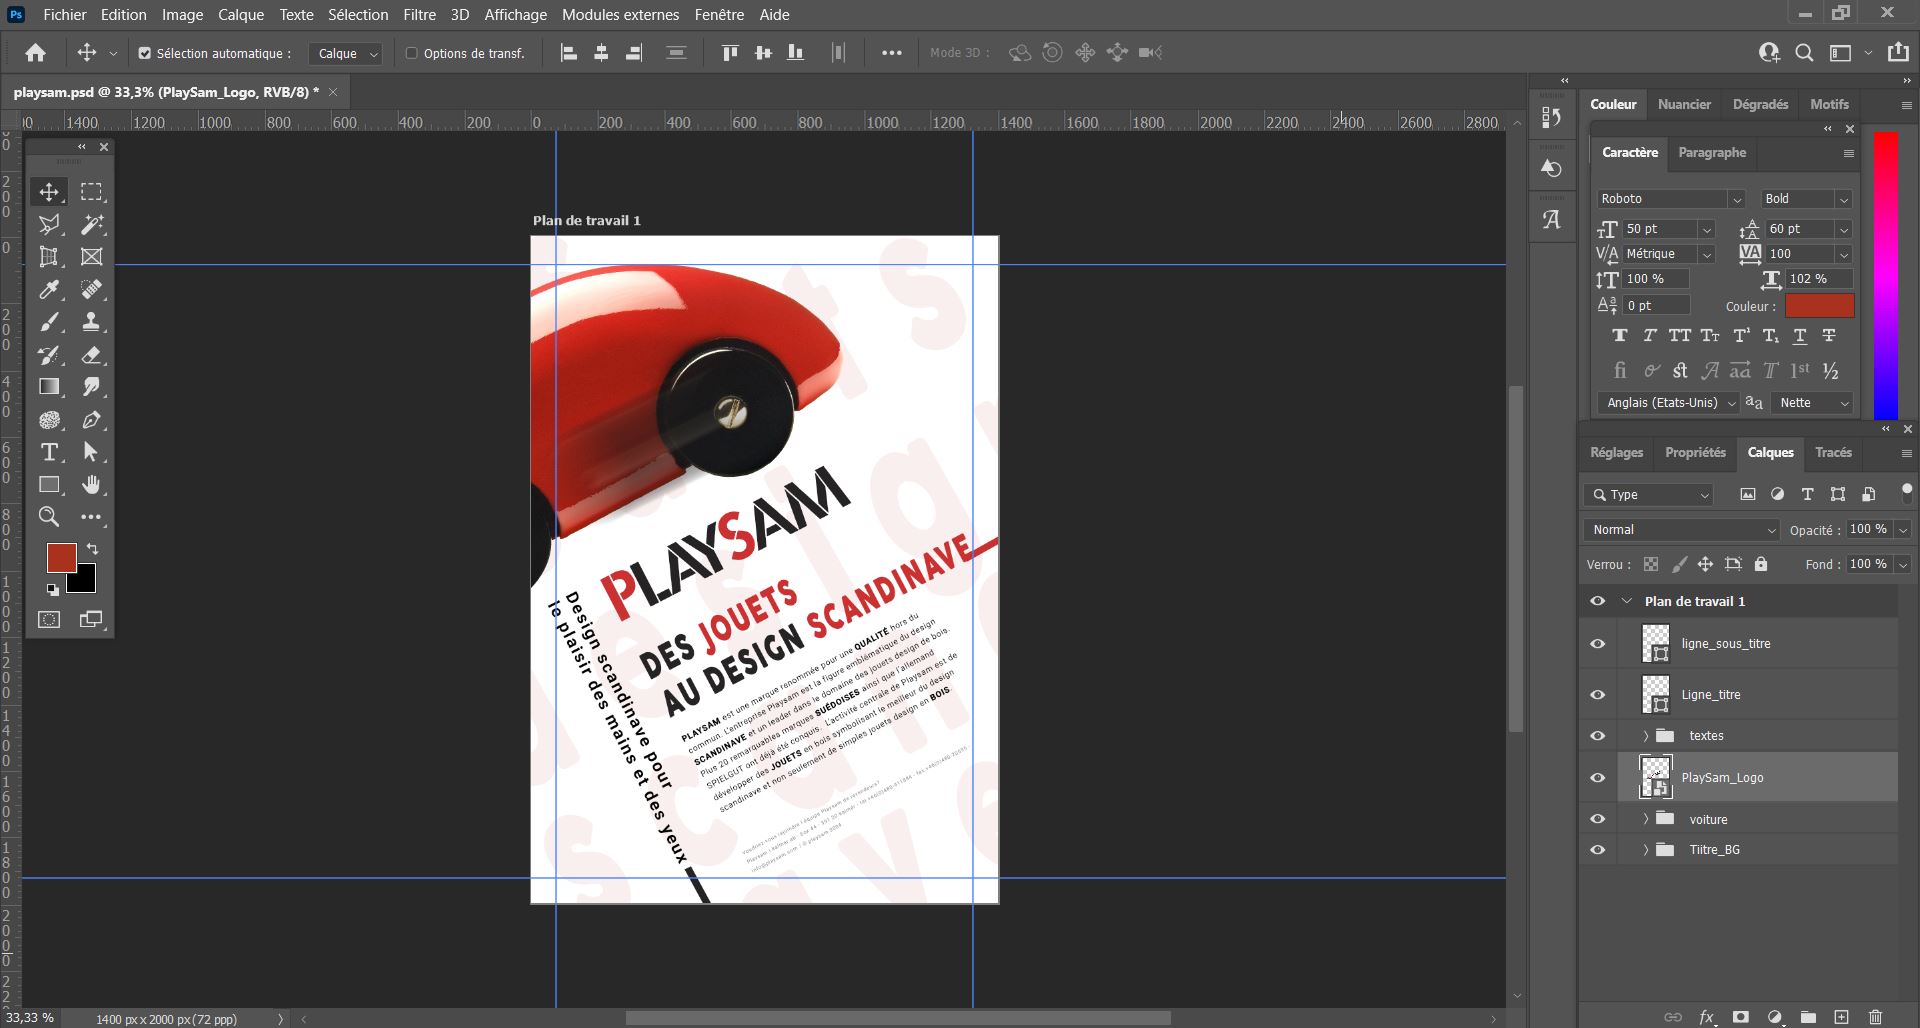 Ps Fichier Edition Image Calque Texte Sélection Filtre 3D Affichage Modules externes Fenêtre Aide
Sélection automatique : Calque Options de transf. Mode 3D :
playsam.psd @ 33,3% (PlaySam_Logo, RVB/8) *
1400 1200 1000 800 600 400 200 0 200 400 600 800 1000 1200 1400 1600 1800 2000 2200 2400 2600 2800
Plan de travail 1
PLAYSAM
DES JOUETS
AU DESIGN SCANDINAVE
Design scandinave pour
le plaisir des mains et des yeux
PLAYSAM est une marque renommée pour une QUALITÉ hors du
commun. L'entreprise Playsam est la figure emblématique du design
SCANDINAVE et un leader dans le domaine des jouets design de bois.
Plus 20 remarquables marques SUÉDOISES ainsi que l'allemand
SPIELGUT ont déjà été conquis. L'activité centrale de Playsam est de
développer des JOUETS en bois symbolisant le meilleur du design
scandinave et non seulement de simples jouets design en BOIS.
Couleur Nuancier Dégradés Motifs
Caractère Paragraphe
Roboto Bold
50 pt 60 pt
Métrique 100
100 % 102 %
0 pt Couleur :
Anglais (Etats-Unis) aa Nette
Réglages Propriétés Calques Tracés
Type
Normal Opacité : 100 %
Verrou : Fond : 100 %
Plan de travail 1
ligne_sous_titre
Ligne_titre
textes
PlaySam_Logo
voiture
Tiitre_BG
33,33 % 1400 px x 2000 px (72 ppp)